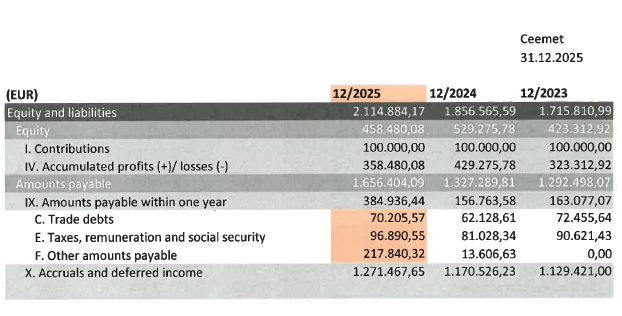 Ceemet
31.12.2025
(EUR) 12/2025 12/2024 12/2023
Equity and liabilities 2.114.884,17 1.856.565,59 1.715.810,99
Equity 458.480,08 529.275,78 423.312,92
I. Contributions 100.000,00 100.000,00 100.000,00
IV. Accumulated profits (+)/ losses (-) 358.480,08 429.275,78 323.312,92
Amounts payable 1.656.404,09 1.327.289,81 1.292.498,07
IX. Amounts payable within one year 384.936,44 156.763,58 163.077,07
C. Trade debts 70.205,57 62.128,61 72.455,64
E. Taxes, remuneration and social security 96.890,55 81.028,34 90.621,43
F. Other amounts payable 217.840,32 13.606,63 0,00
X. Accruals and deferred income 1.271.467,65 1.170.526,23 1.129.421,00